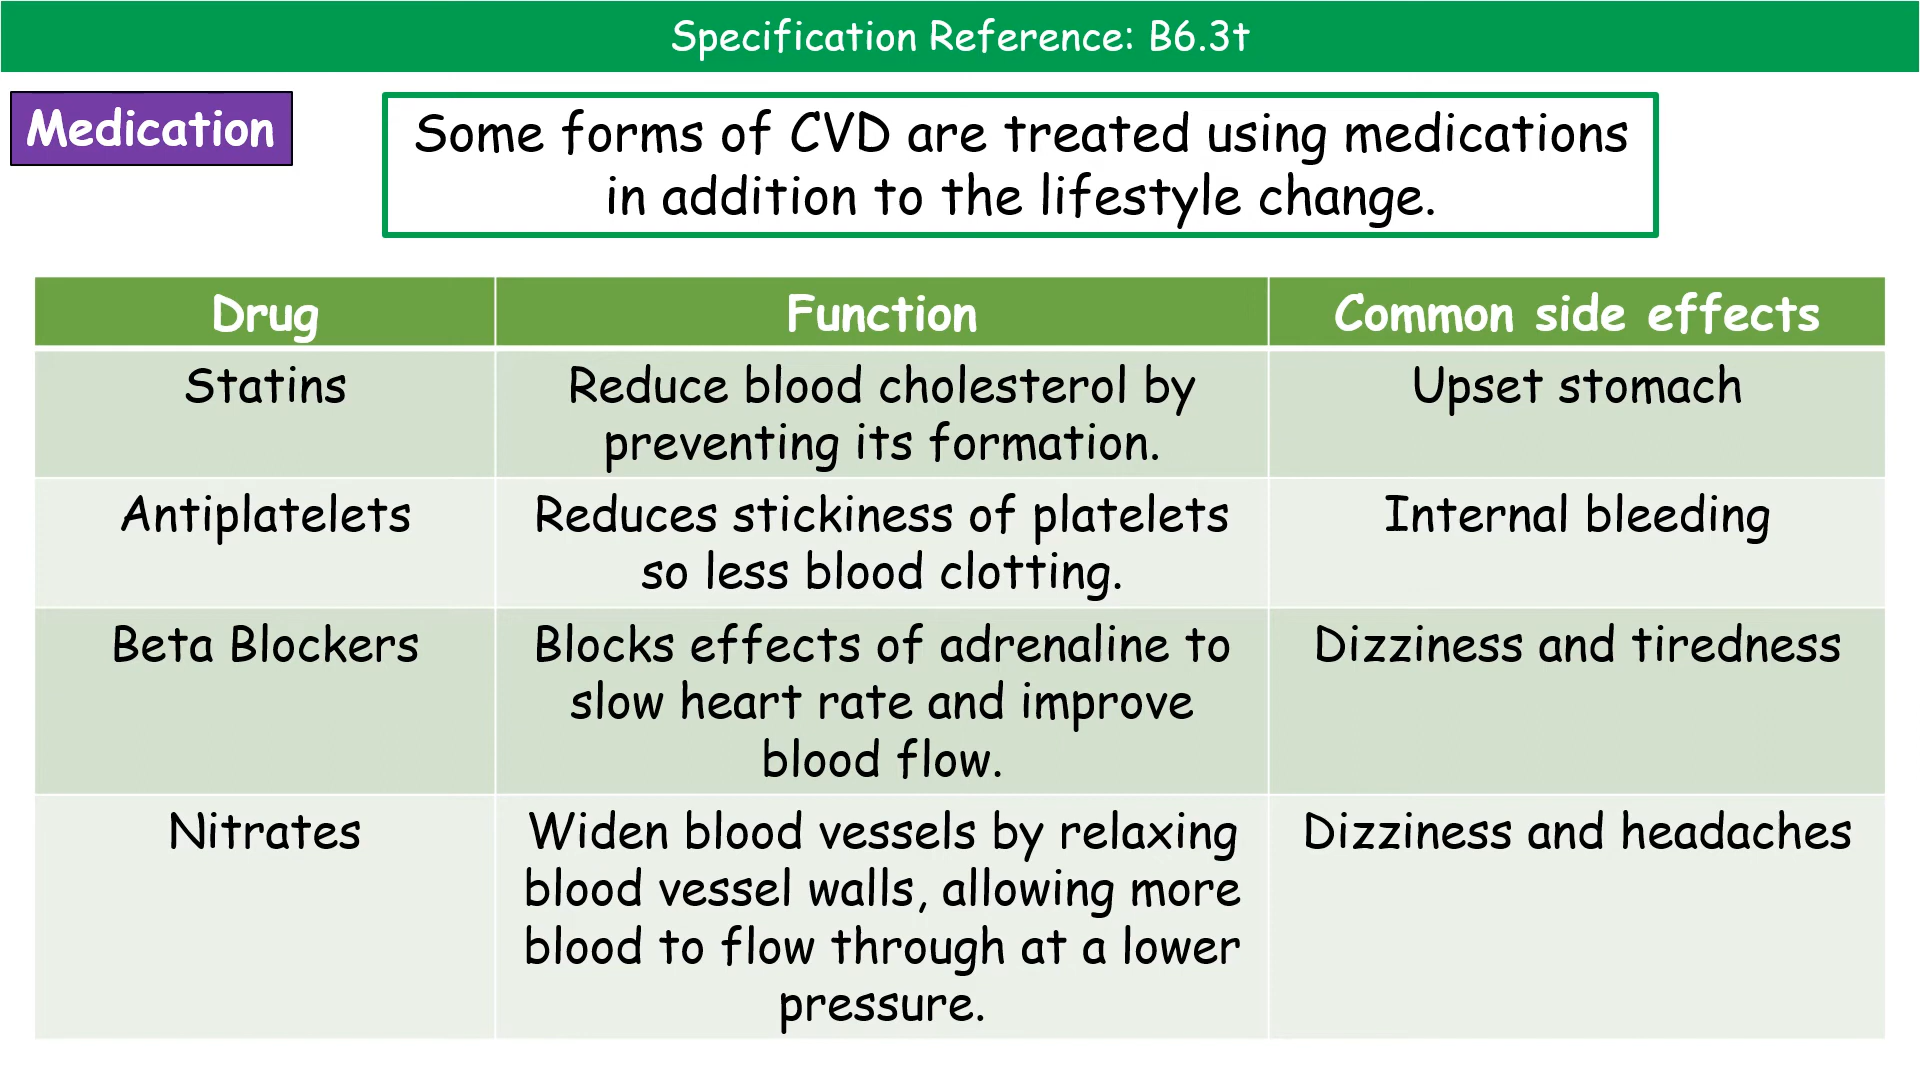 Specification Reference: B6.3t
Medication
Some forms of CVD are treated using medications
in addition to the lifestyle change.
Drug
Function
Common side effects
Statins
Reduce blood cholesterol by
preventing its formation.
Upset stomach
Antiplatelets
Reduces stickiness of platelets
so less blood clotting.
Internal bleeding
Beta Blockers
Blocks effects of adrenaline to
slow heart rate and improve
blood flow.
Dizziness and tiredness
Nitrates
Widen blood vessels by relaxing
blood vessel walls, allowing more
blood to flow through at a lower
pressure.
Dizziness and headaches